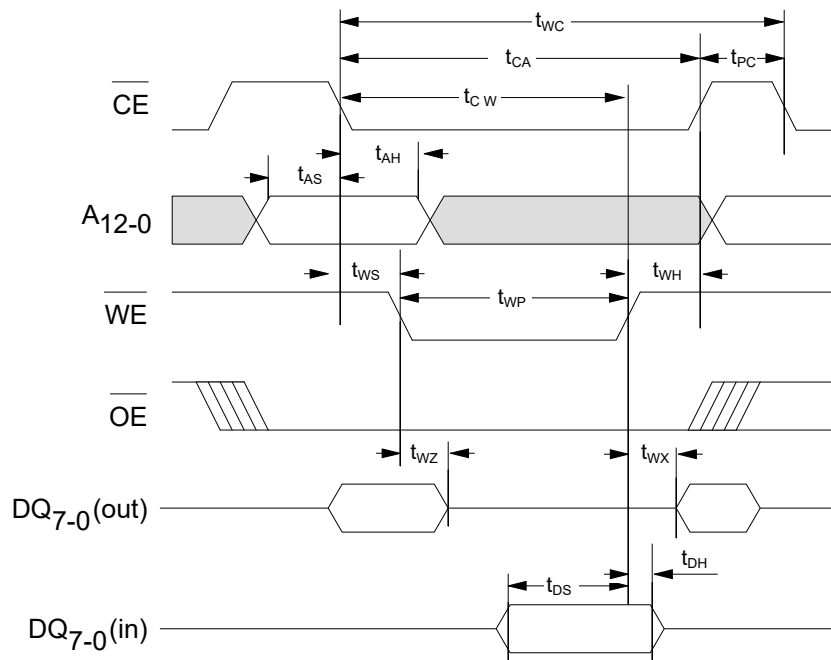 tWC
tCA
tPC
CE
tC W
tAH
tAS
A12-0
tWS
tWH
tWP
WE
OE
tWZ
tWX
DQ7-0(out)
tDH
tDS
DQ7-0(in)